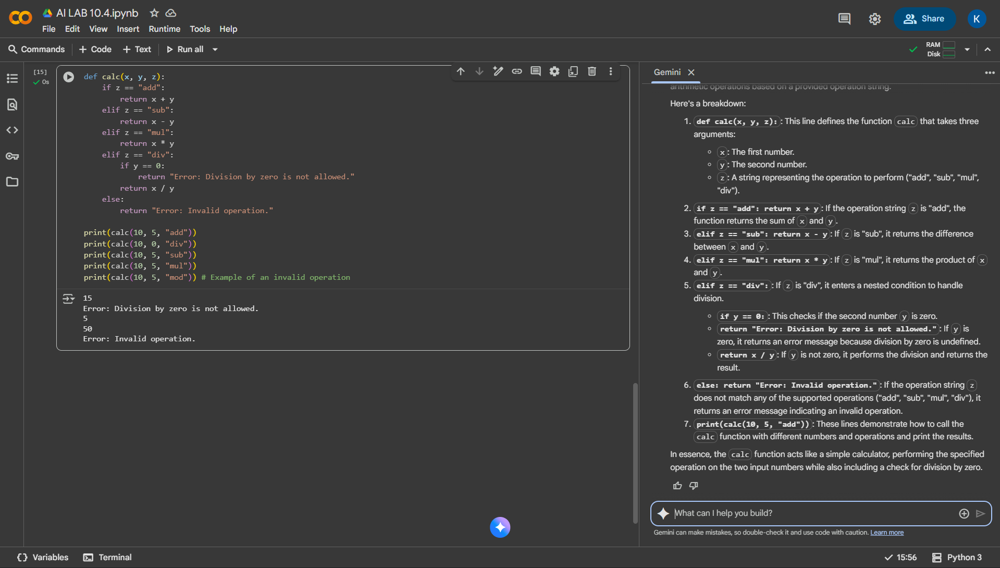 AI LAB 10.4.ipynb
File Edit View Insert Runtime Tools Help
Share
K
Commands + Code + Text Run all
RAM
Disk
[15]
0s
def calc(x, y, z):
    if z == "add":
        return x + y
    elif z == "sub":
        return x - y
    elif z == "mul":
        return x * y
    elif z == "div":
        if y == 0:
            return "Error: Division by zero is not allowed."
        return x / y
    else:
        return "Error: Invalid operation."
print(calc(10, 5, "add"))
print(calc(10, 0, "div"))
print(calc(10, 5, "sub"))
print(calc(10, 5, "mul"))
print(calc(10, 5, "mod")) # Example of an invalid operation
15
Error: Division by zero is not allowed.
5
50
Error: Invalid operation.
Gemini
arithmetic operations based on a provided operation string.
Here's a breakdown:
1. def calc(x, y, z): : This line defines the function calc that takes three
arguments:
x : The first number.
y : The second number.
z : A string representing the operation to perform ("add", "sub", "mul",
"div").
2. if z == "add": return x + y : If the operation string z is "add", the
function returns the sum of x and y .
3. elif z == "sub": return x - y : If z is "sub", it returns the difference
between x and y .
4. elif z == "mul": return x * y : If z is "mul", it returns the product of x
and y .
5. elif z == "div": : If z is "div", it enters a nested condition to handle
division.
if y == 0: : This checks if the second number y is zero.
return "Error: Division by zero is not allowed." : If y is
zero, it returns an error message because division by zero is undefined.
return x / y : If y is not zero, it performs the division and returns the
result.
6. else: return "Error: Invalid operation." : If the operation string z
does not match any of the supported operations ("add", "sub", "mul", "div"), it
returns an error message indicating an invalid operation.
7. print(calc(10, 5, "add")) : These lines demonstrate how to call the
calc function with different numbers and operations and print the results.
In essence, the calc function acts like a simple calculator, performing the specified
operation on the two input numbers while also including a check for division by zero.
What can I help you build?
Gemini can make mistakes, so double-check it and use code with caution. Learn more
Variables Terminal
15:56 Python 3